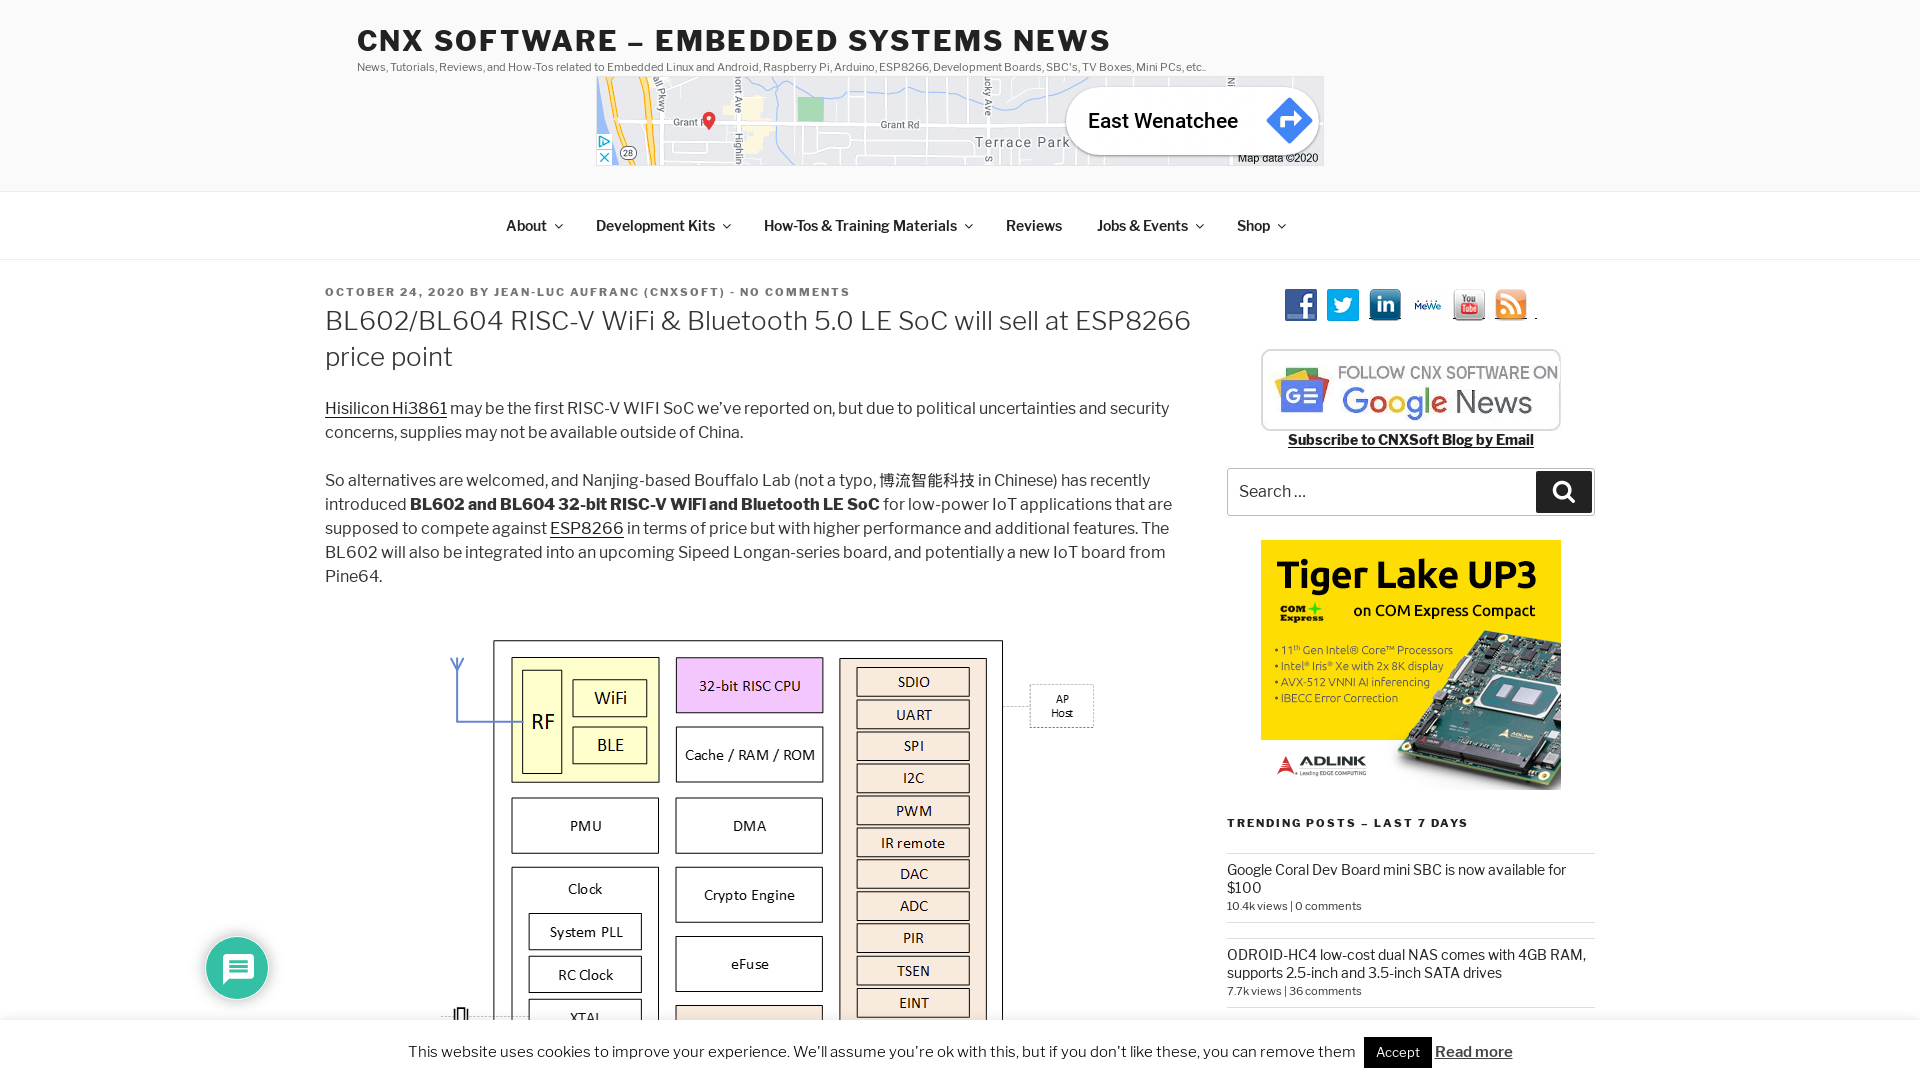 CNX SOFTWARE – EMBEDDED SYSTEMS NEWS
News, Tutorials, Reviews, and How-Tos related to Embedded Linux and Android, Raspberry Pi, Arduino, ESP8266, Development Boards, SBC's, TV Boxes, Mini PCs, etc..
Grant Rd
Grant Rd
Terrace Park
28
East Wenatchee
Map data ©2020
About
Development Kits
How-Tos & Training Materials
Reviews
Jobs & Events
Shop
OCTOBER 24, 2020 BY JEAN-LUC AUFRANC (CNXSOFT) - NO COMMENTS
BL602/BL604 RISC-V WiFi & Bluetooth 5.0 LE SoC will sell at ESP8266
price point
Hisilicon Hi3861 may be the first RISC-V WIFI SoC we've reported on, but due to political uncertainties and security
concerns, supplies may not be available outside of China.
So alternatives are welcomed, and Nanjing-based Bouffalo Lab (not a typo, 博流智能科技 in Chinese) has recently
introduced BL602 and BL604 32-bit RISC-V WiFi and Bluetooth LE SoC for low-power IoT applications that are
supposed to compete against ESP8266 in terms of price but with higher performance and additional features. The
BL602 will also be integrated into an upcoming Sipeed Longan-series board, and potentially a new IoT board from
Pine64.
RF
WiFi
BLE
32-bit RISC CPU
Cache / RAM / ROM
PMU
DMA
Clock
System PLL
RC Clock
XTAL
Crypto Engine
eFuse
SDIO
UART
SPI
I2C
PWM
IR remote
DAC
ADC
PIR
TSEN
EINT
AP
Host
MeWe
You
Tube
FOLLOW CNX SOFTWARE ON
Google News
Subscribe to CNXSoft Blog by Email
Search …
Tiger Lake UP3
COM
Express
on COM Express Compact
• 11th Gen Intel® Core™ Processors
• Intel® Iris® Xe with 2x 8K display
• AVX-512 VNNI AI inferencing
• IBECC Error Correction
ADLINK
Leading EDGE COMPUTING
TRENDING POSTS – LAST 7 DAYS
Google Coral Dev Board mini SBC is now available for
$100
10.4k views | 0 comments
ODROID-HC4 low-cost dual NAS comes with 4GB RAM,
supports 2.5-inch and 3.5-inch SATA drives
7.7k views | 36 comments
This website uses cookies to improve your experience. We'll assume you're ok with this, but if you don't like these, you can remove them
Accept
Read more